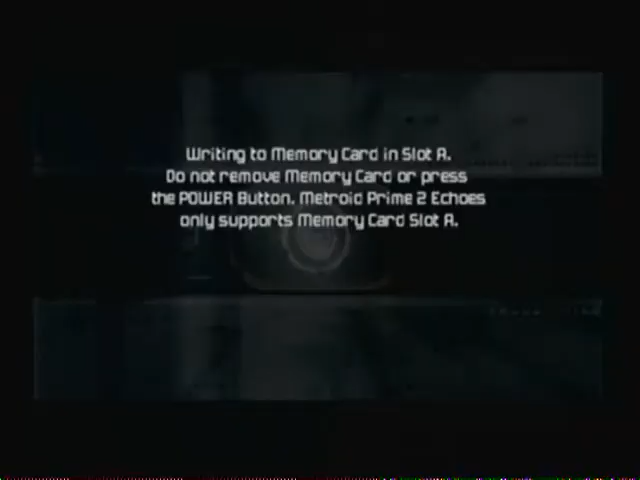 Writing to Memory Card in Slot A.
Do not remove Memory Card or press
the POWER Button. Metroid Prime 2 Echoes
only supports Memory Card Slot A.